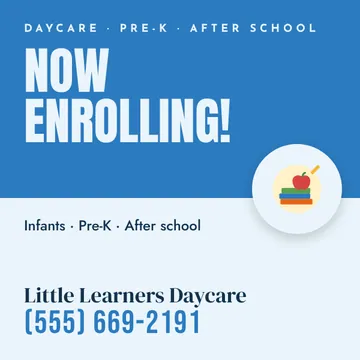 DAYCARE · PRE-K · AFTER SCHOOL
NOW
ENROLLING!
Infants · Pre-K · After school
Little Learners Daycare
(555) 669-2191